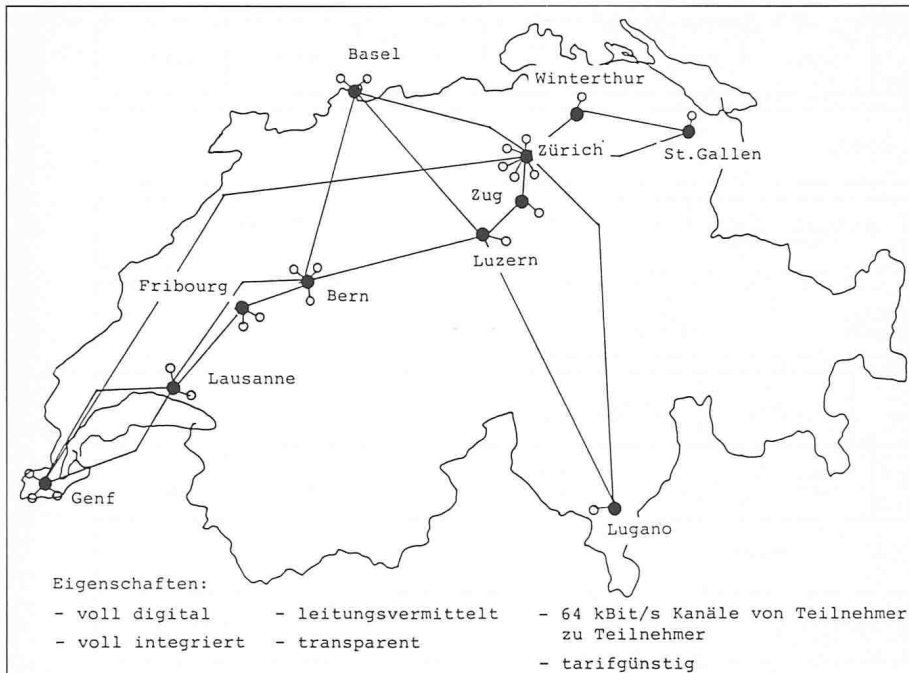 Basel
Winterthur
Zürich
St.Gallen
Zug
Luzern
Fribourg
Bern
Lausanne
Genf
Lugano
Eigenschaften:
- voll digital
- voll integriert
- leitungsvermittelt
- transparent
- 64 kBit/s Kanäle von Teilnehmer
zu Teilnehmer
- tarifgünstig